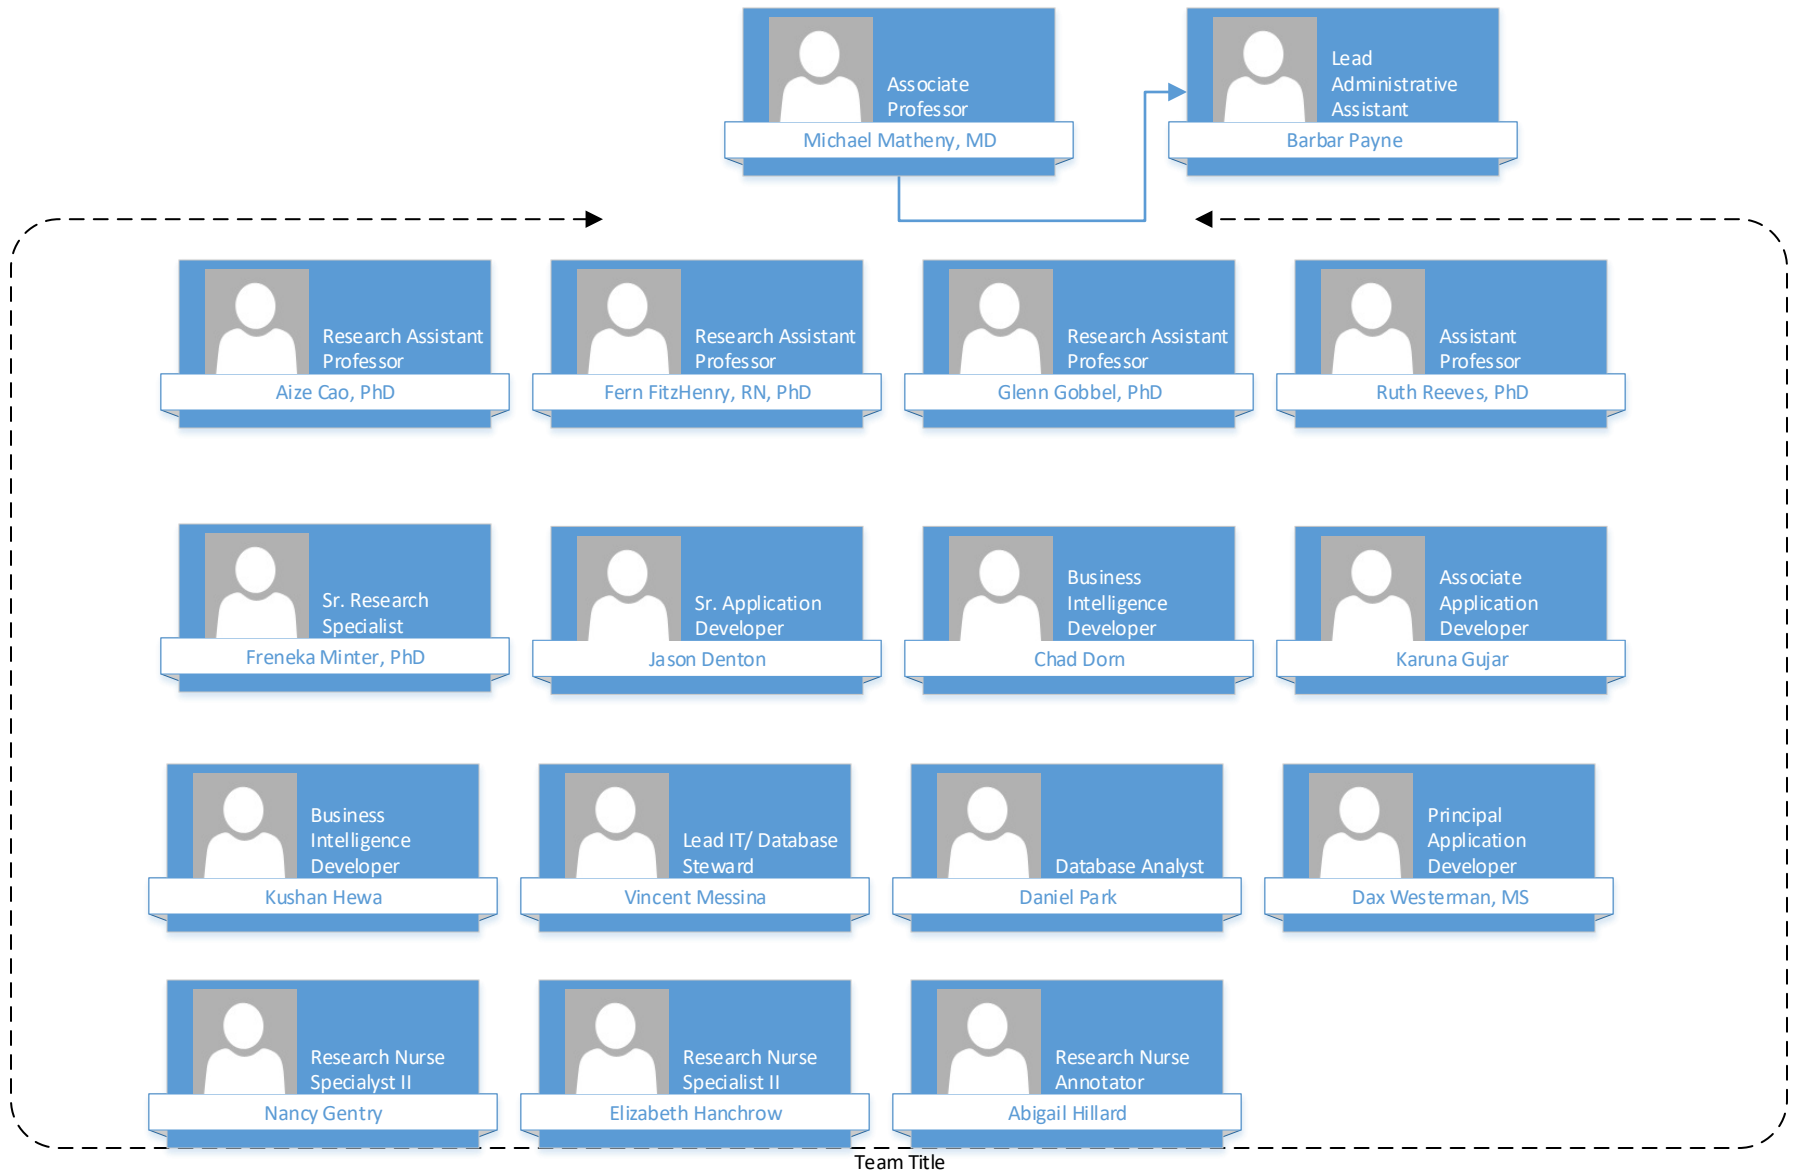 Associate
Professor
Michael Matheny, MD
Lead
Administrative
Assistant
Barbar Payne
Research Assistant
Professor
Aize Cao, PhD
Research Assistant
Professor
Fern FitzHenry, RN, PhD
Research Assistant
Professor
Glenn Gobbel, PhD
Assistant
Professor
Ruth Reeves, PhD
Sr. Research
Specialist
Freneka Minter, PhD
Sr. Application
Developer
Jason Denton
Business
Intelligence
Developer
Chad Dorn
Associate
Application
Developer
Karuna Gujar
Business
Intelligence
Developer
Kushan Hewa
Lead IT/ Database
Steward
Vincent Messina
Database Analyst
Daniel Park
Principal
Application
Developer
Dax Westerman, MS
Research Nurse
Specialyst II
Nancy Gentry
Research Nurse
Specialist II
Elizabeth Hanchrow
Research Nurse
Annotator
Abigail Hillard
Team Title